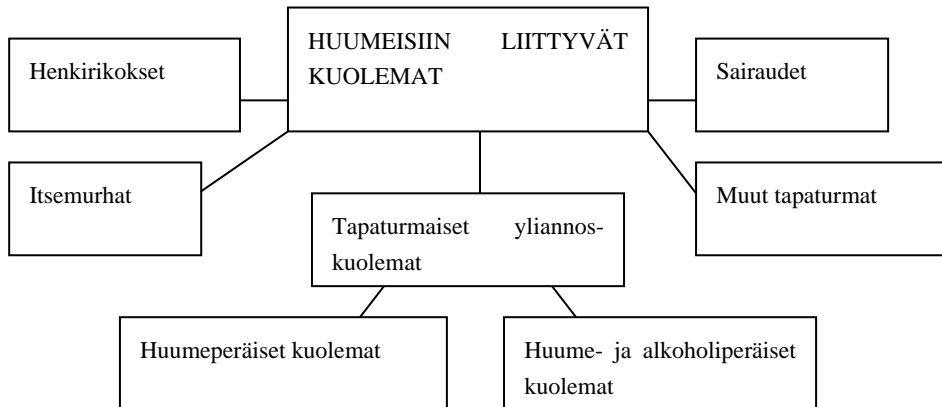 HUUMEISIIN LIITTYVÄT
KUOLEMAT
Henkirikokset
Sairaudet
Itsemurhat
Muut tapaturmat
Tapaturmaiset yliannos-
kuolemat
Huumeperäiset kuolemat
Huume- ja alkoholiperäiset
kuolemat